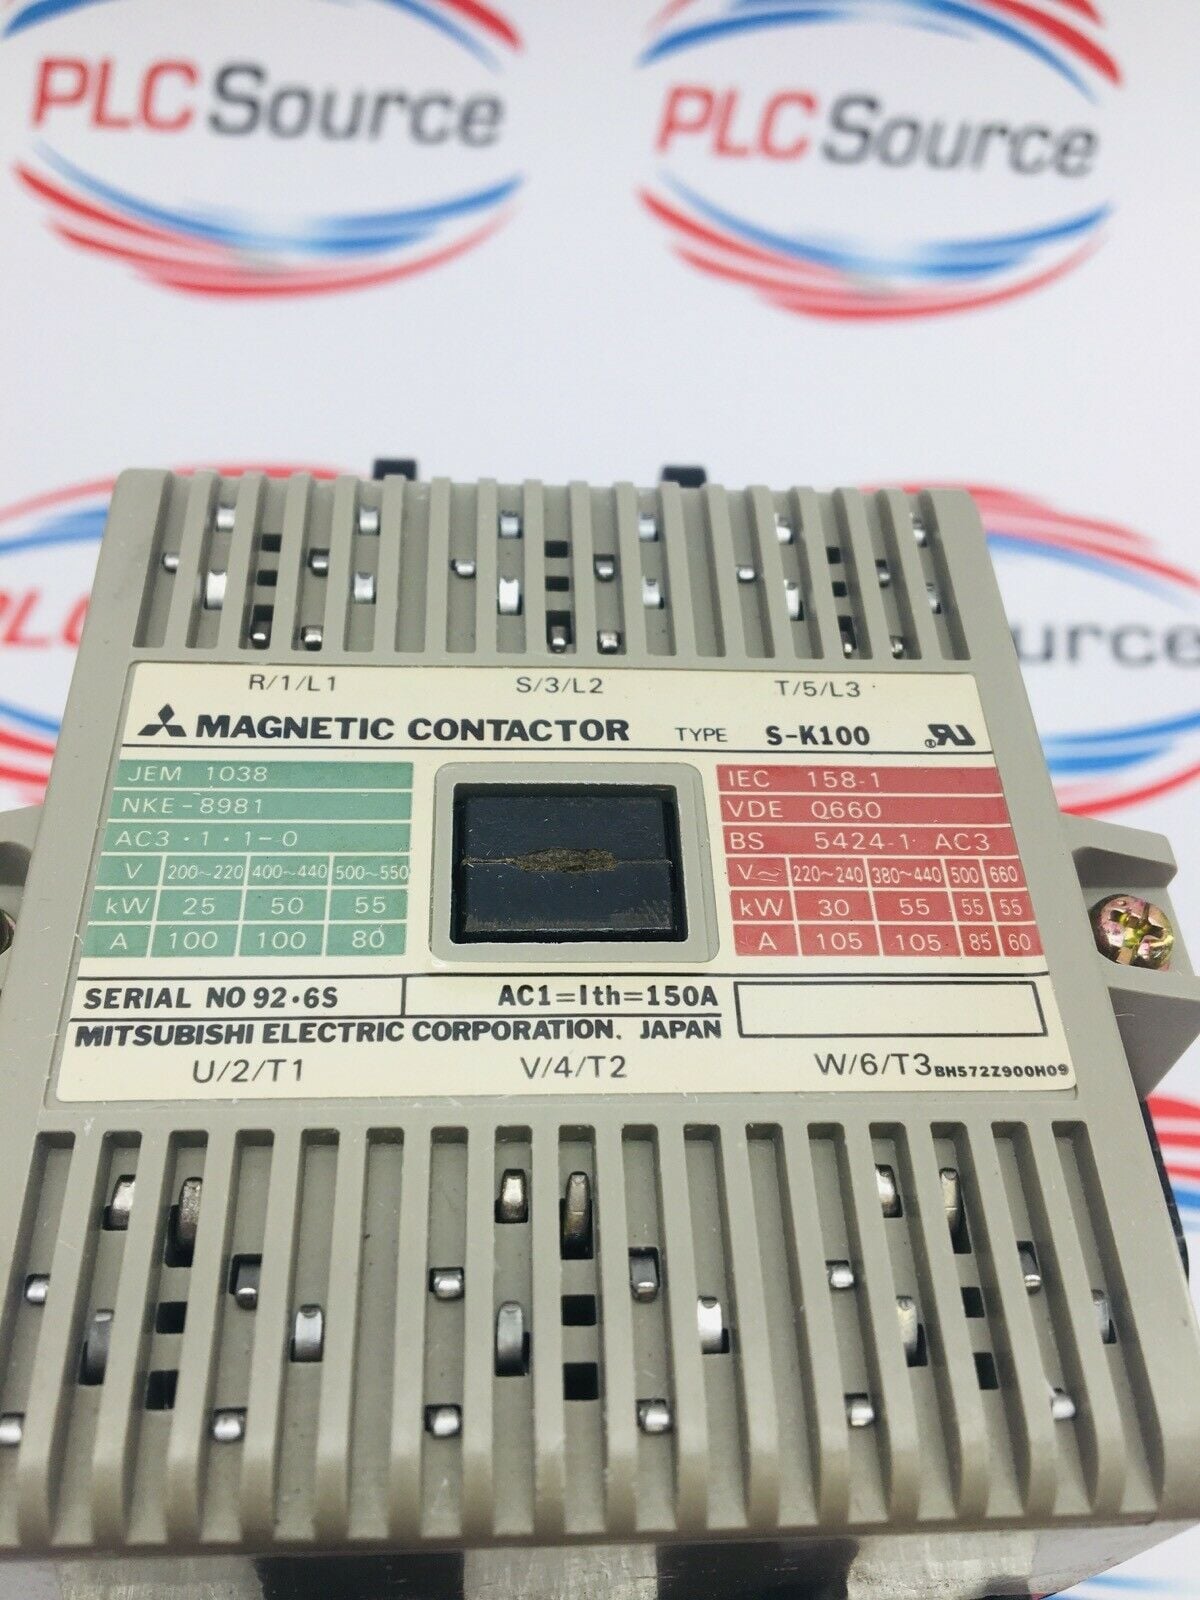 PLC Source
PLC Source
PLC
urce
R/1/L1 S/3/L2 T/5/L3
MAGNETIC CONTACTOR TYPE S-K100
JEM 1038
NKE-8981
AC3・1・1-0
V 200~220 400~440 500~550
kW 25 50 55
A 100 100 80
IEC 158-1
VDE 0660
BS 5424-1 AC3
V≂ 220~240 380~440 500 660
kW 30 55 55 55
A 105 105 85 60
SERIAL NO 92・6S AC1=Ith=150A
MITSUBISHI ELECTRIC CORPORATION. JAPAN
U/2/T1 V/4/T2 W/6/T3 BH572Z900H09